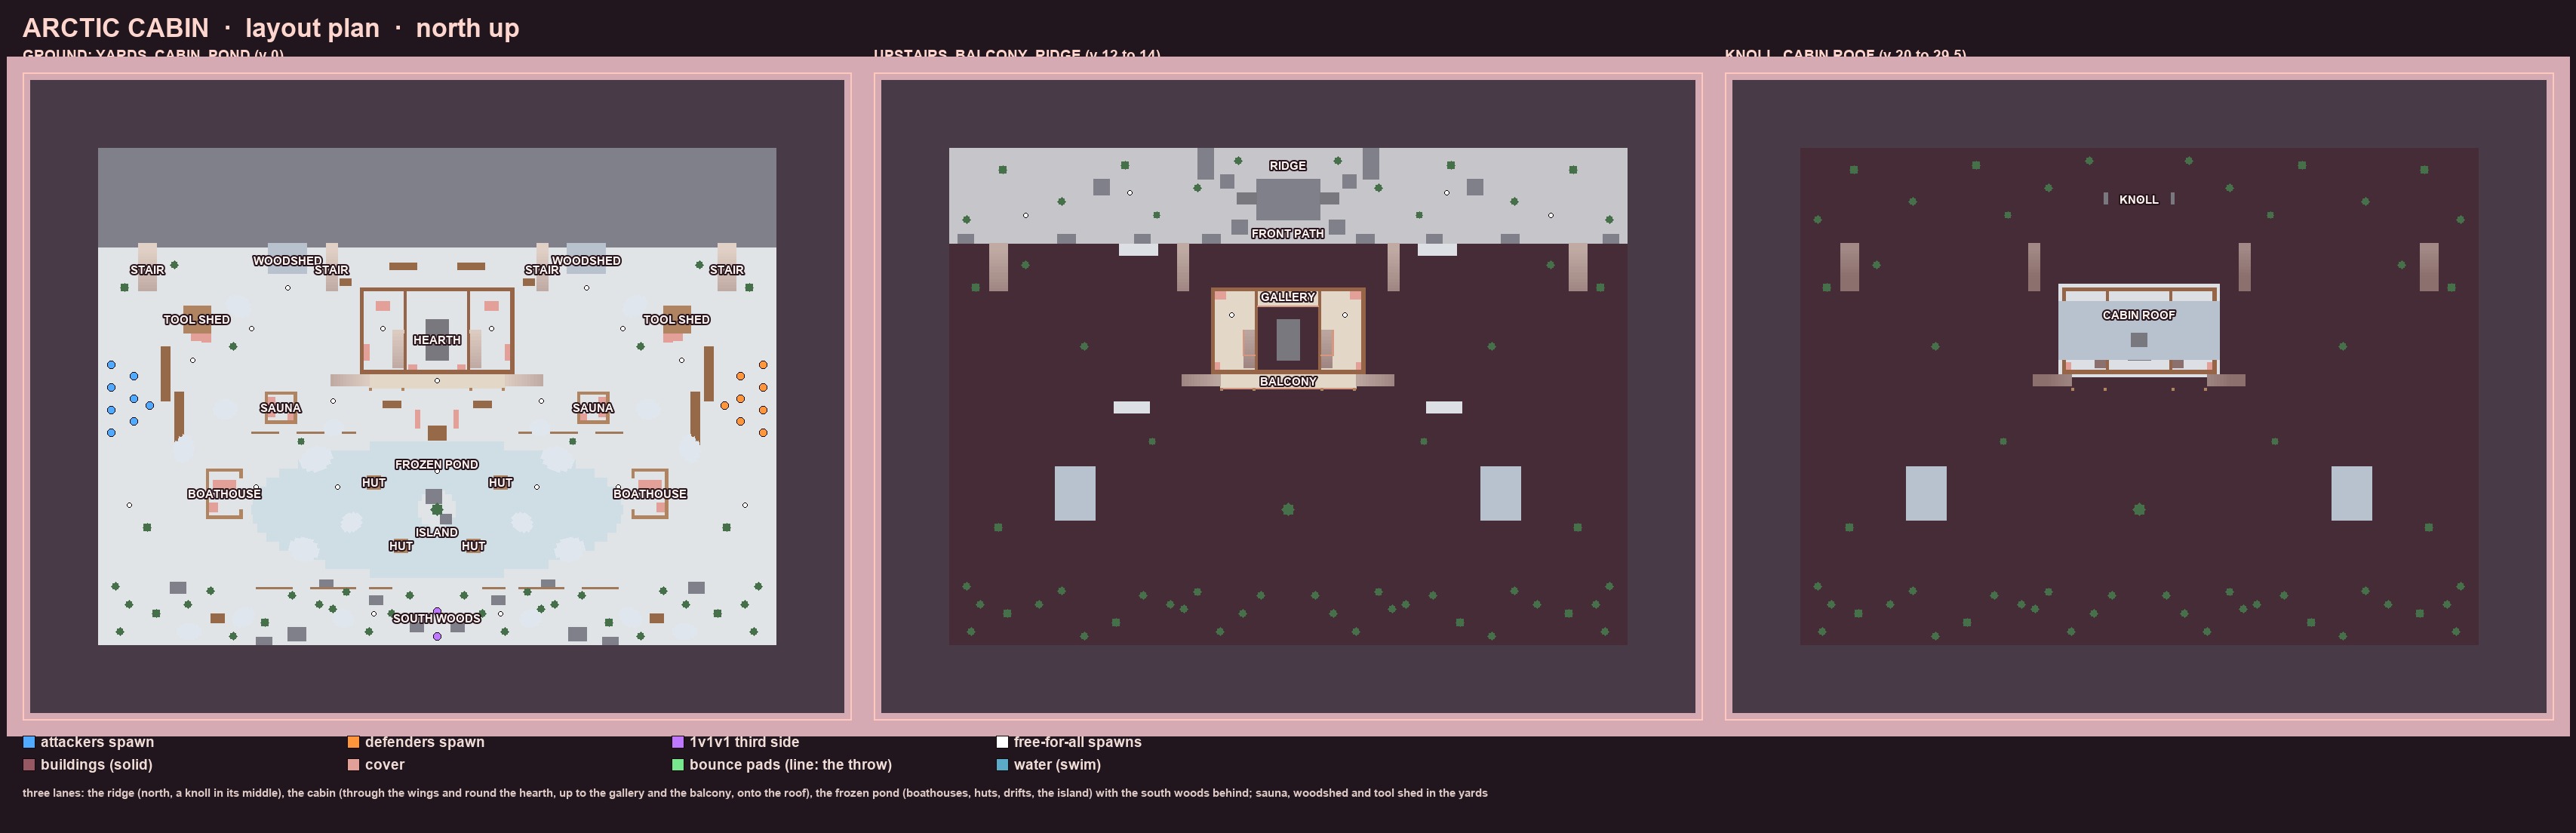 ARCTIC CABIN · layout plan · north up
GROUND: YARDS, CABIN, POND (y 0)
UPSTAIRS, BALCONY, RIDGE (y 12 to 14)
KNOLL, CABIN ROOF (y 20 to 29.5)
WOODSHED
WOODSHED
STAIR
STAIR
STAIR
STAIR
TOOL SHED
TOOL SHED
HEARTH
SAUNA
SAUNA
FROZEN POND
HUT
HUT
BOATHOUSE
BOATHOUSE
ISLAND
HUT
HUT
SOUTH WOODS
RIDGE
FRONT PATH
GALLERY
BALCONY
KNOLL
CABIN ROOF
attackers spawn
defenders spawn
1v1v1 third side
free-for-all spawns
buildings (solid)
cover
bounce pads (line: the throw)
water (swim)
three lanes: the ridge (north, a knoll in its middle), the cabin (through the wings and round the hearth, up to the gallery and the balcony, onto the roof), the frozen pond (boathouses, huts, drifts, the island) with the south woods behind; sauna, woodshed and tool shed in the yards